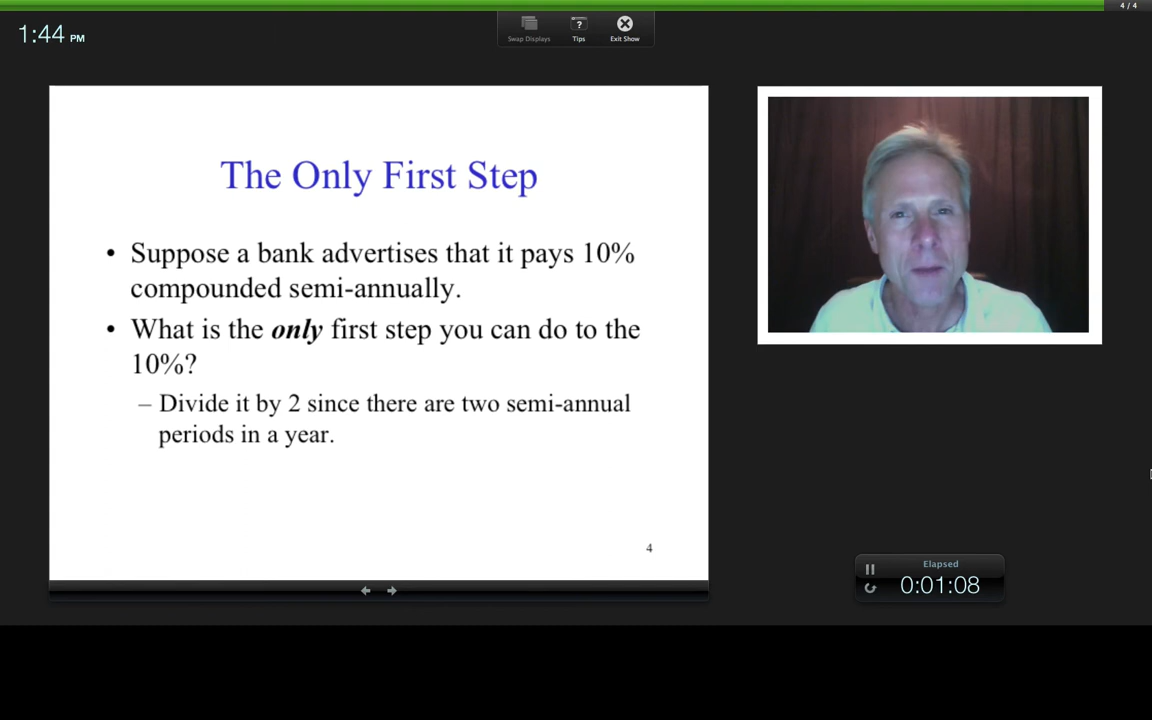 4 / 4
1:44 PM
Swap Displays
?
Tips
Exit Show
The Only First Step
• Suppose a bank advertises that it pays 10%
compounded semi-annually.
• What is the only first step you can do to the
10%?
– Divide it by 2 since there are two semi-annual
periods in a year.
4
Elapsed
0:01:08